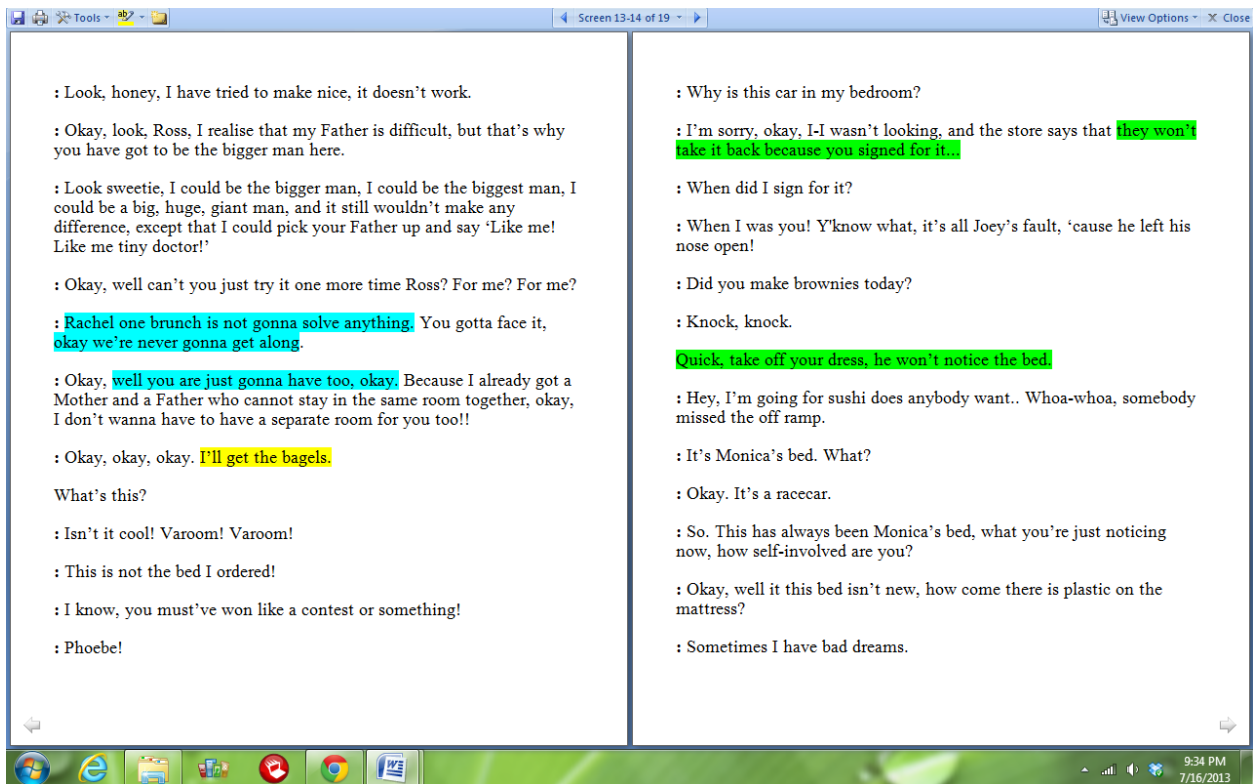 Tools
ab
Screen 13-14 of 19
View Options
X Close
: Look, honey, I have tried to make nice, it doesn’t work.
: Okay, look, Ross, I realise that my Father is difficult, but that’s why
you have got to be the bigger man here.
: Look sweetie, I could be the bigger man, I could be the biggest man, I
could be a big, huge, giant man, and it still wouldn’t make any
difference, except that I could pick your Father up and say ‘Like me!
Like me tiny doctor!’
: Okay, well can’t you just try it one more time Ross? For me? For me?
: Rachel one brunch is not gonna solve anything. You gotta face it,
okay we’re never gonna get along.
: Okay, well you are just gonna have too, okay. Because I already got a
Mother and a Father who cannot stay in the same room together, okay,
I don’t wanna have to have a separate room for you too!!
: Okay, okay, okay. I’ll get the bagels.
What’s this?
: Isn’t it cool! Varoom! Varoom!
: This is not the bed I ordered!
: I know, you must’ve won like a contest or something!
: Phoebe!
: Why is this car in my bedroom?
: I’m sorry, okay, I-I wasn’t looking, and the store says that they won’t
take it back because you signed for it...
: When did I sign for it?
: When I was you! Y'know what, it’s all Joey’s fault, ‘cause he left his
nose open!
: Did you make brownies today?
: Knock, knock.
Quick, take off your dress, he won’t notice the bed.
: Hey, I’m going for sushi does anybody want.. Whoa-whoa, somebody
missed the off ramp.
: It’s Monica’s bed. What?
: Okay. It’s a racecar.
: So. This has always been Monica’s bed, what you’re just noticing
now, how self-involved are you?
: Okay, well it this bed isn’t new, how come there is plastic on the
mattress?
: Sometimes I have bad dreams.
9:34 PM
7/16/2013